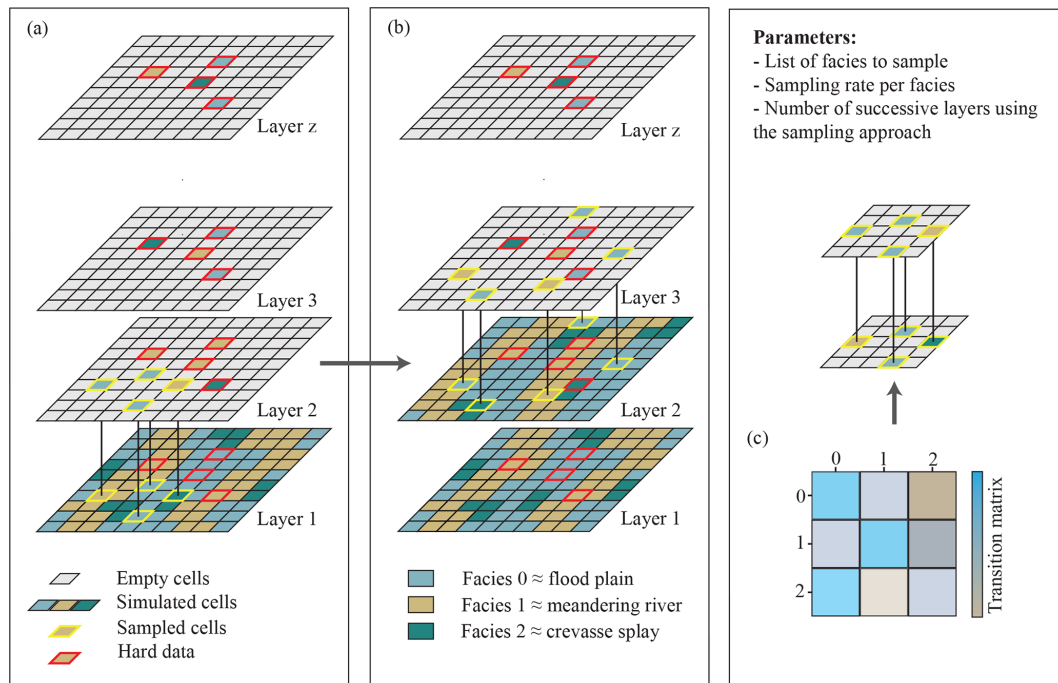 (a)
Layer z
Layer 3
Layer 2
Layer 1
Empty cells
Simulated cells
Sampled cells
Hard data
(b)
Layer z
Layer 3
Layer 2
Layer 1
Facies 0 ≈ flood plain
Facies 1 ≈ meandering river
Facies 2 ≈ crevasse splay
Parameters:
- List of facies to sample
- Sampling rate per facies
- Number of successive layers using
the sampling approach
(c)
0 1 2
0
1
2
Transition matrix